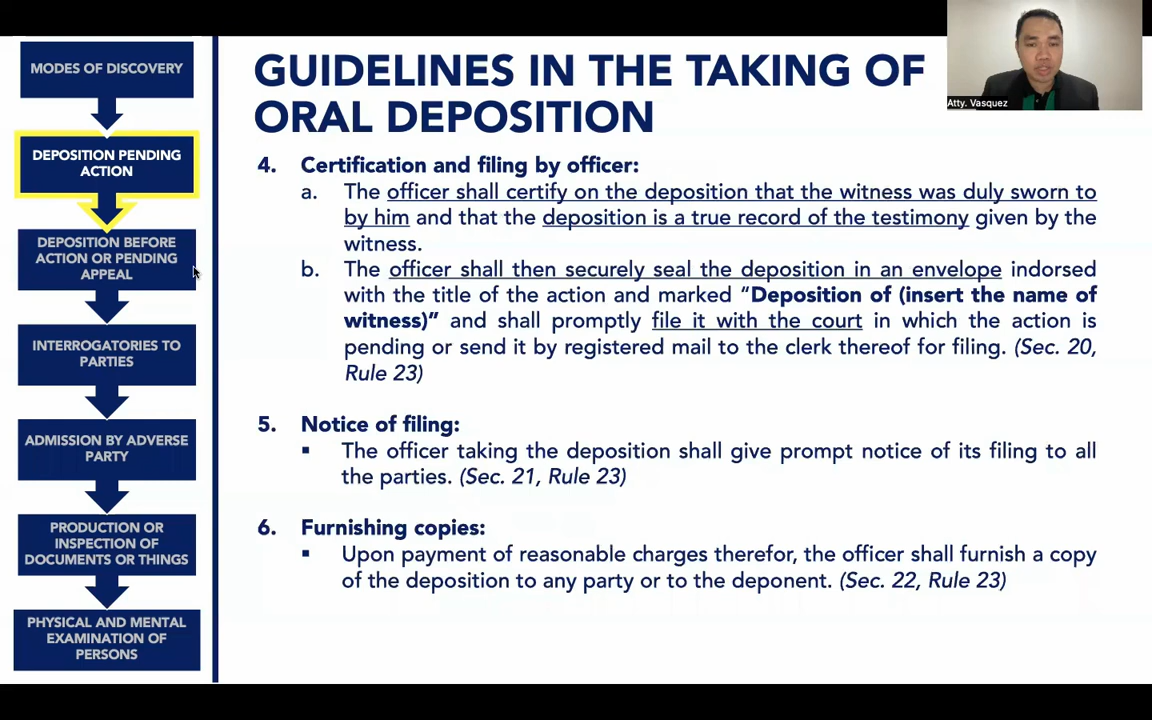 MODES OF DISCOVERY
DEPOSITION PENDING
ACTION
DEPOSITION BEFORE
ACTION OR PENDING
APPEAL
INTERROGATORIES TO
PARTIES
ADMISSION BY ADVERSE
PARTY
PRODUCTION OR
INSPECTION OF
DOCUMENTS OR THINGS
PHYSICAL AND MENTAL
EXAMINATION OF
PERSONS
GUIDELINES IN THE TAKING OF
ORAL DEPOSITION
4. Certification and filing by officer:
a. The officer shall certify on the deposition that the witness was duly sworn to
by him and that the deposition is a true record of the testimony given by the
witness.
b. The officer shall then securely seal the deposition in an envelope indorsed
with the title of the action and marked “Deposition of (insert the name of
witness)” and shall promptly file it with the court in which the action is
pending or send it by registered mail to the clerk thereof for filing. (Sec. 20,
Rule 23)
5. Notice of filing:
▪ The officer taking the deposition shall give prompt notice of its filing to all
the parties. (Sec. 21, Rule 23)
6. Furnishing copies:
▪ Upon payment of reasonable charges therefor, the officer shall furnish a copy
of the deposition to any party or to the deponent. (Sec. 22, Rule 23)
Atty. Vasquez